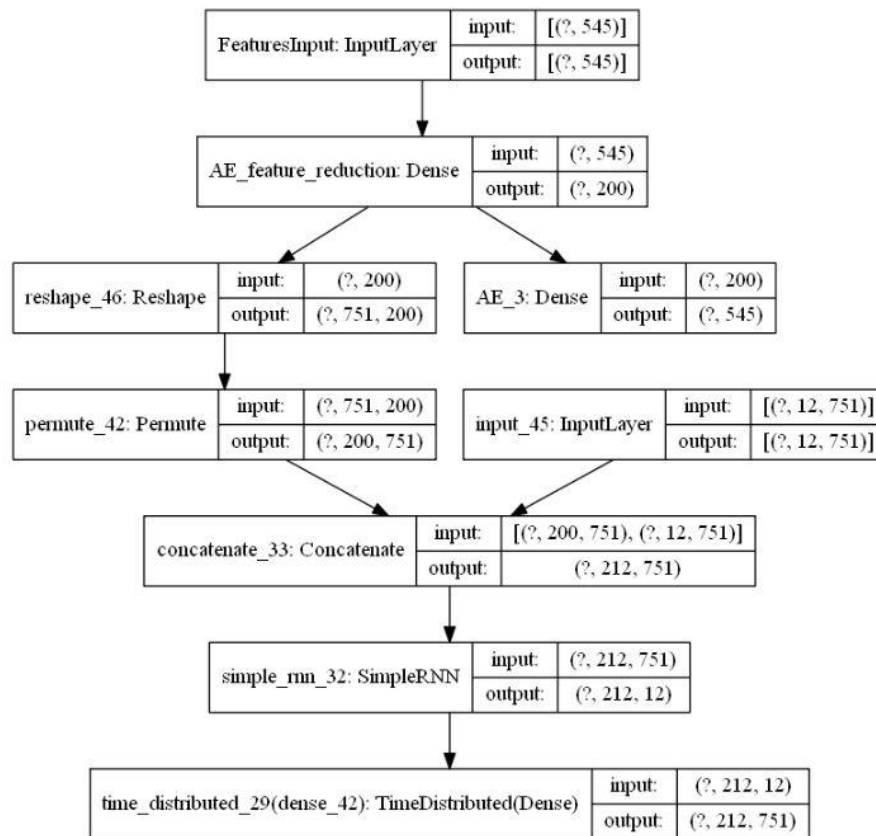 FeaturesInput: InputLayer
input: [(?, 545)]
output: [(?, 545)]
AE_feature_reduction: Dense
input: (?, 545)
output: (?, 200)
reshape_46: Reshape
input: (?, 200)
output: (?, 751, 200)
AE_3: Dense
input: (?, 200)
output: (?, 545)
permute_42: Permute
input: (?, 751, 200)
output: (?, 200, 751)
input_45: InputLayer
input: [(?, 12, 751)]
output: [(?, 12, 751)]
concatenate_33: Concatenate
input: [(?, 200, 751), (?, 12, 751)]
output: (?, 212, 751)
simple_rnn_32: SimpleRNN
input: (?, 212, 751)
output: (?, 212, 12)
time_distributed_29(dense_42): TimeDistributed(Dense)
input: (?, 212, 12)
output: (?, 212, 751)